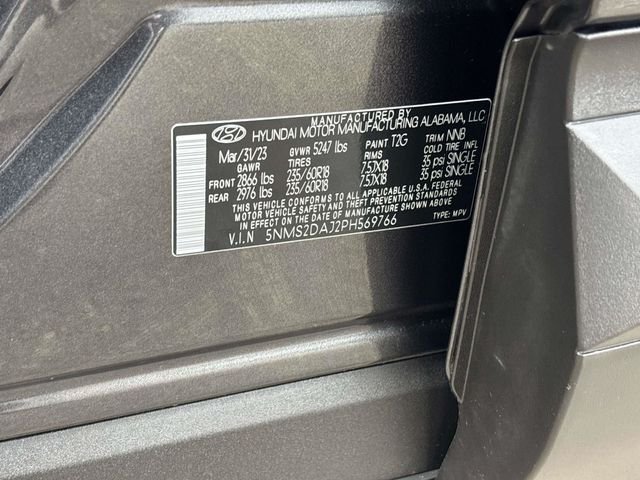 MANUFACTURED BY
HYUNDAI MOTOR MANUFACTURING ALABAMA, LLC
Mar/31/23 GVWR 5247 lbs PAINT T2G TRIM NNB
GAWR TIRES RIMS COLD TIRE INFL
FRONT 2866 lbs 235/60R18 7.5JX18 35 psi SINGLE
REAR 2976 lbs 235/60R18 7.5JX18 35 psi SINGLE
THIS VEHICLE CONFORMS TO ALL APPLICABLE U.S.A. FEDERAL
MOTOR VEHICLE SAFETY AND BUMPER AND THEFT PREVENTION
STANDARDS IN EFFECT ON THE DATE OF MANUFACTURE SHOWN ABOVE.
V.I.N 5NMS2DAJ2PH569766 TYPE: MPV